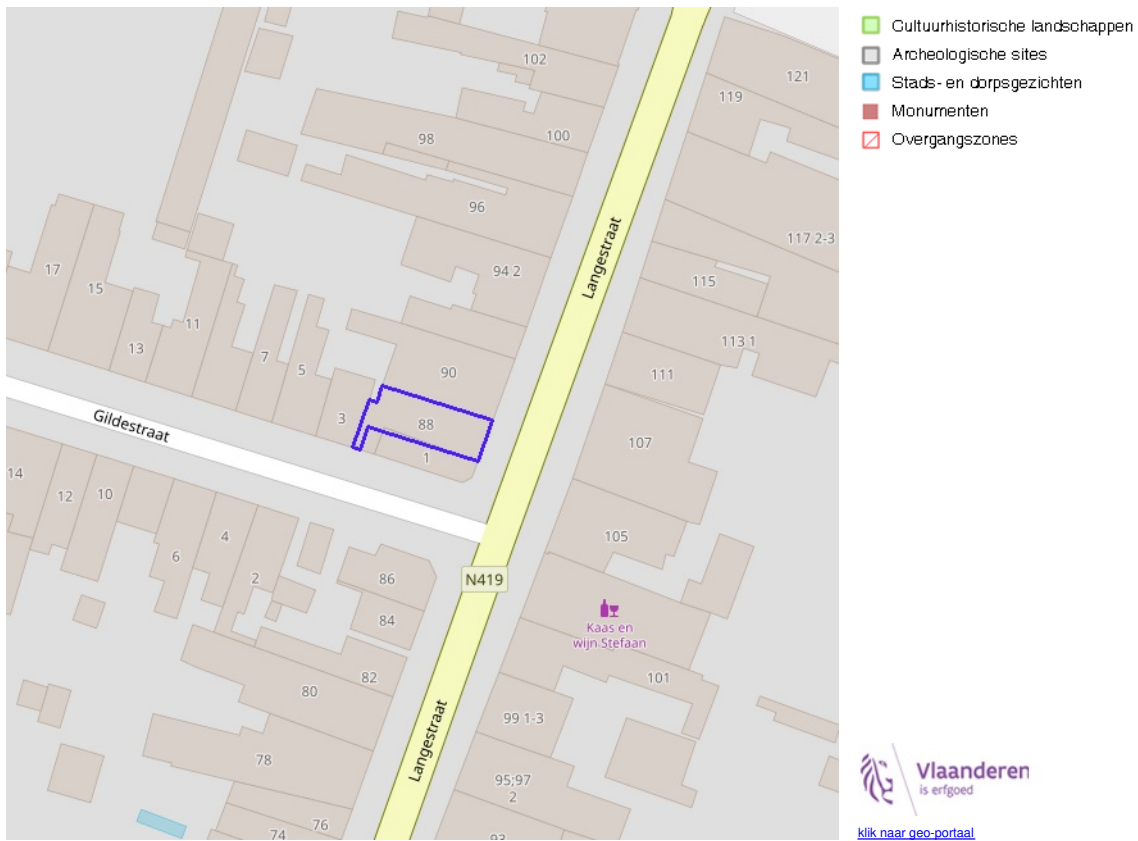 102
121
119
98
100
96
117 2-3
Langestraat
94 2
17
15
115
11
13
113 1
7
5
90
111
3
88
Gildestraat
107
1
14
12
10
4
105
6
2
86
N419
84
Kaas en
wijn Stefaan
82
101
80
99 1-3
Langestraat
78
95;97
2
76
74
93
Cultuurhistorische landschappen
Archeologische sites
Stads- en dorpsgezichten
Monumenten
Overgangszones
Vlaanderen
is erfgoed
klik naar geo-portaal